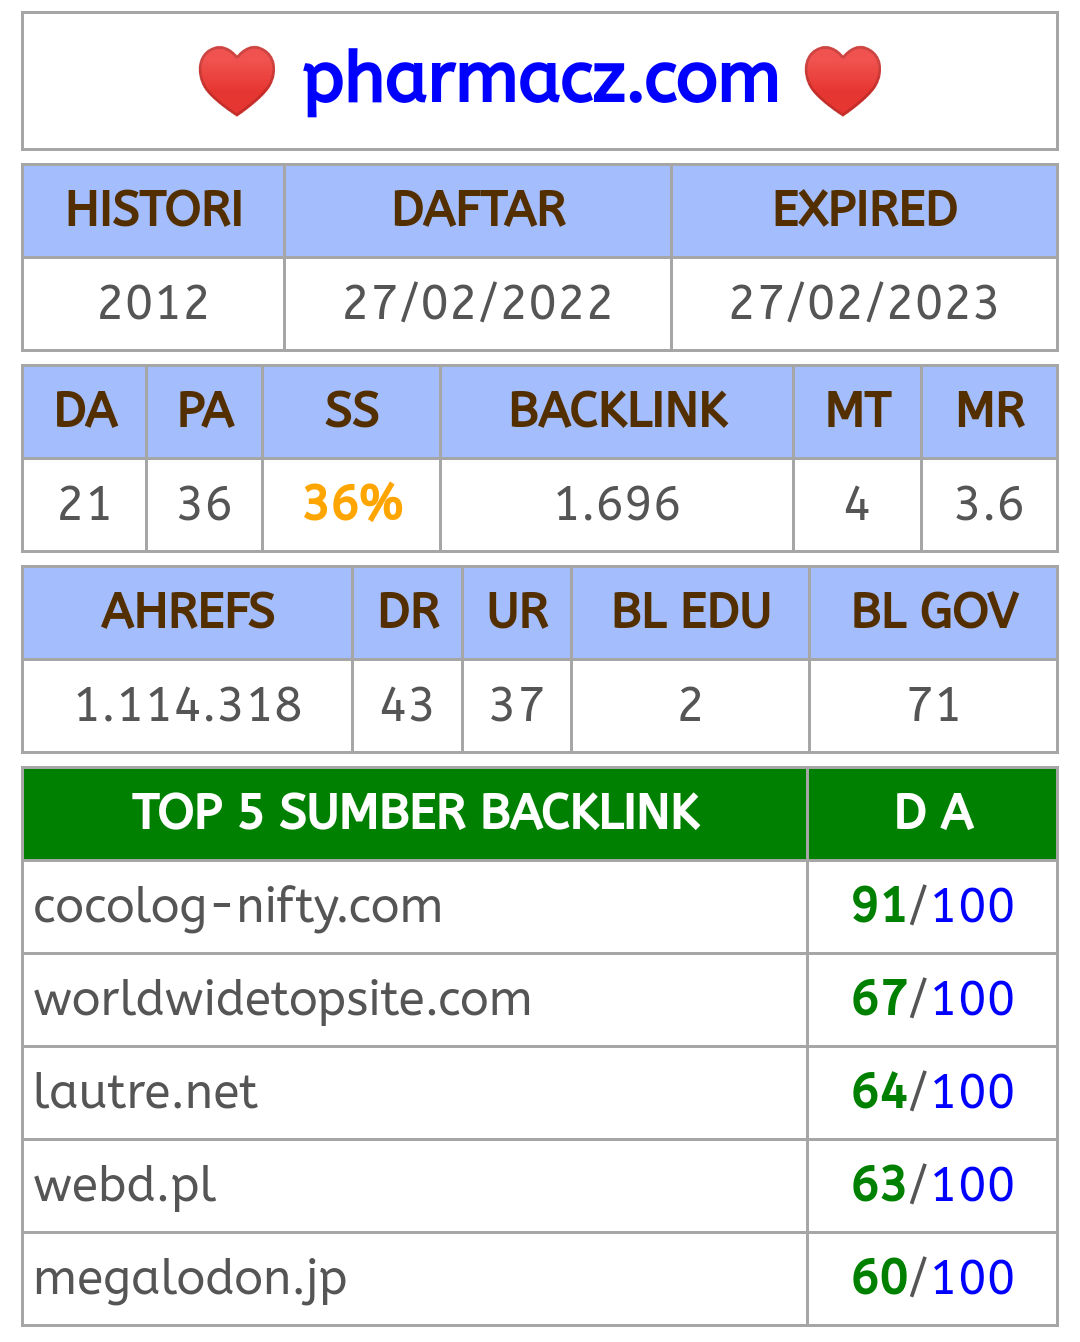 pharmacz.com
HISTORI DAFTAR EXPIRED
2012 27/02/2022 27/02/2023
DA PA SS BACKLINK MT MR
21 36 36% 1.696 4 3.6
AHREFS DR UR BL EDU BL GOV
1.114.318 43 37 2 71
TOP 5 SUMBER BACKLINK D A
cocolog-nifty.com 91/100
worldwidetopsite.com 67/100
lautre.net 64/100
webd.pl 63/100
megalodon.jp 60/100